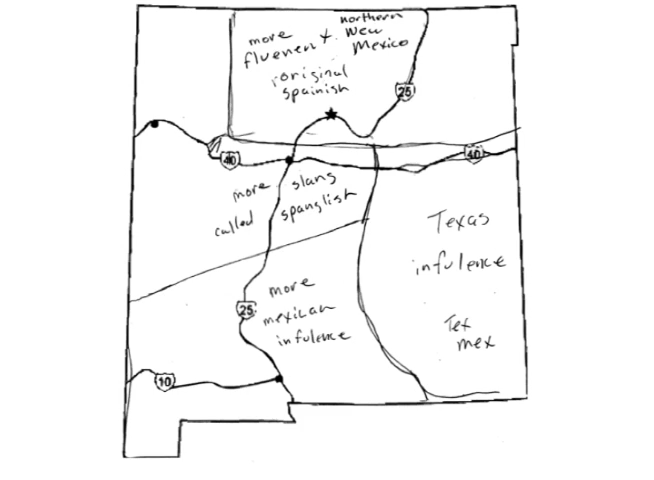 more
fluenent
northern
New
Mexico
original
spainish
25
40
40
more slang
called spanglish
Texas
infulence
Tex
mex
25
more
mexican
infulence
10